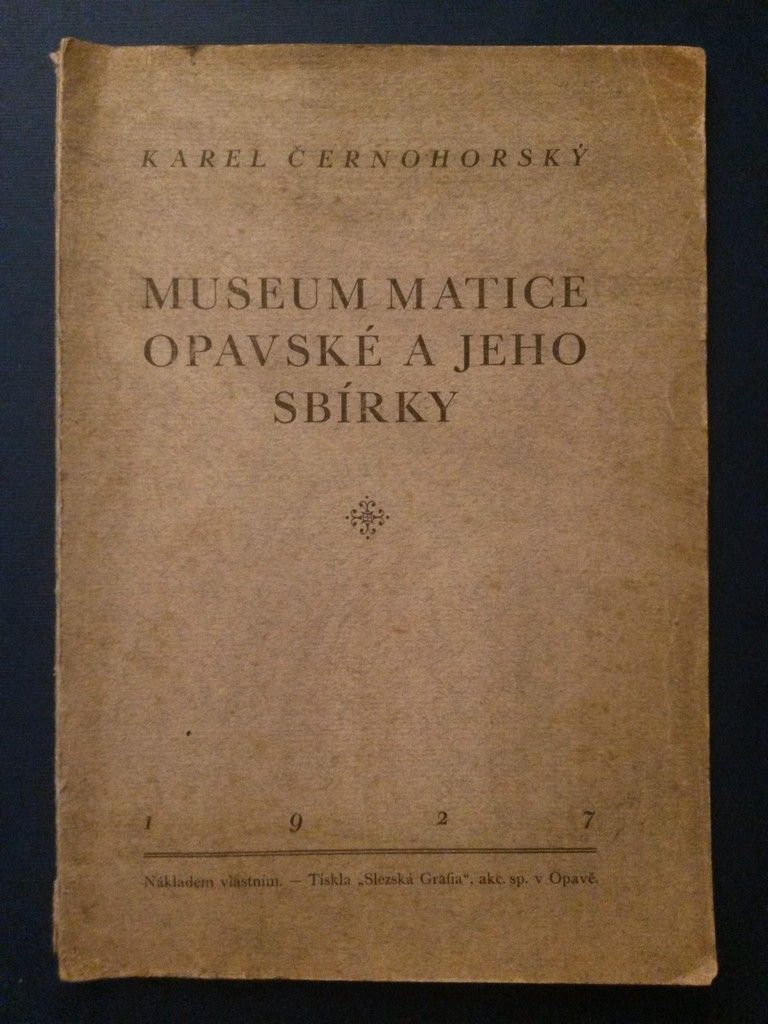 KAREL ČERNOHORSKÝ
MUSEUM MATICE
OPAVSKÉ A JEHO
SBÍRKY
1 9 2 7
Nákladem vlastním. — Tiskla „Slezská Grafia“, akc. sp. v Opavě.